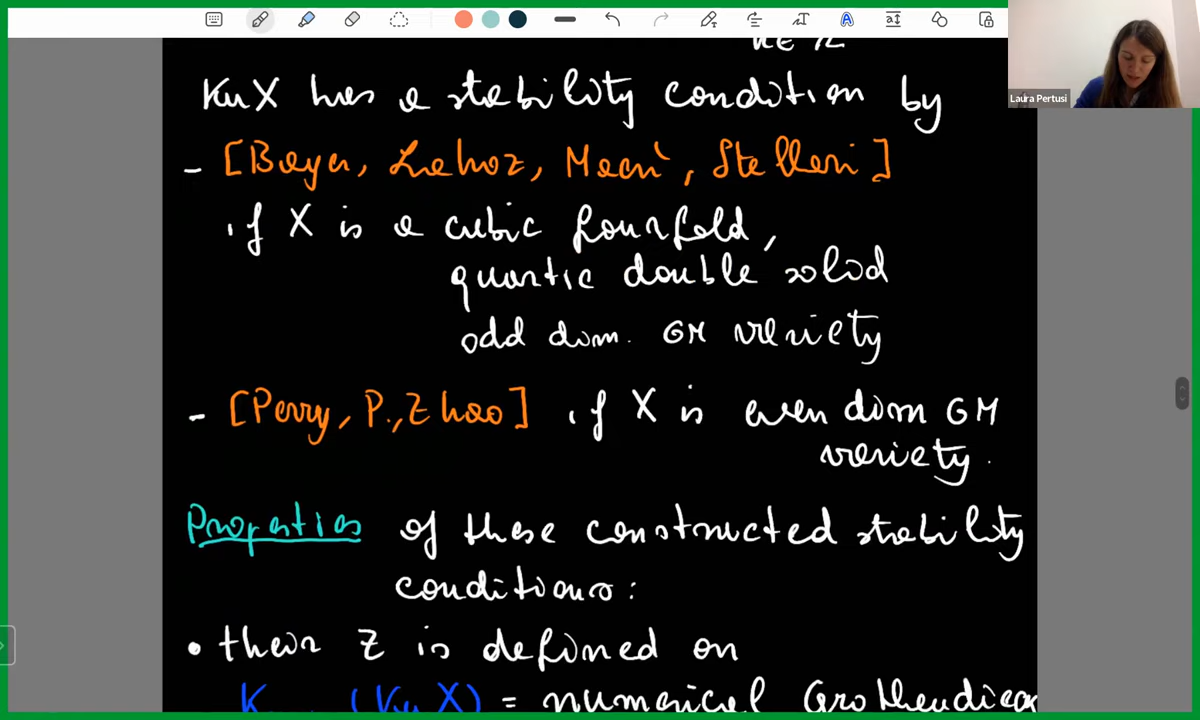 Ku X has a stability condition by
Laura Pertusi
- [Bayer, Lahoz, Macrì, Stellari]
if X is a cubic fourfold,
quartic double solid
odd dim. GM variety
- [Perry, P., Zhao] if X is even dim GM
variety.
Properties of these constructed stability
conditions:
• their Z is defined on
(Ku X) = numerical Grothendieck